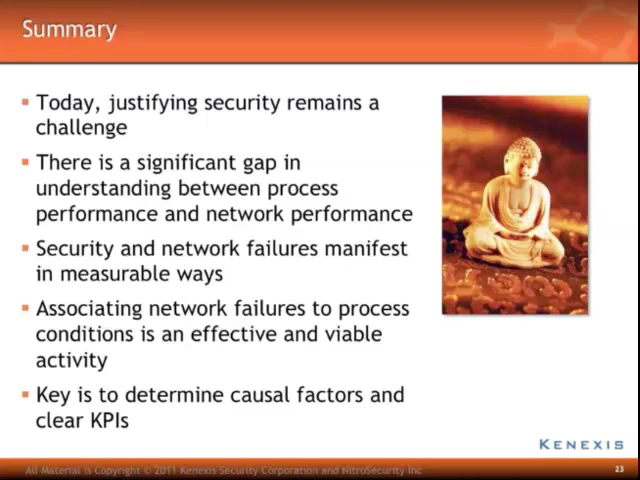 Summary
Today, justifying security remains a
challenge
There is a significant gap in
understanding between process
performance and network performance
Security and network failures manifest
in measurable ways
Associating network failures to process
conditions is an effective and viable
activity
Key is to determine causal factors and
clear KPIs
KENEXIS
All Material is Copyright © 2011 Kenexis Security Corporation and NitroSecurity Inc
23